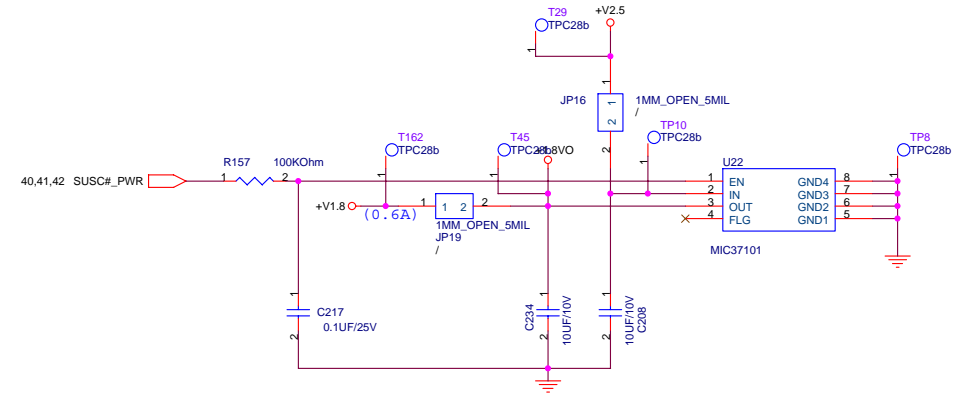 T29
+V2.5
TPC28b
1
1
JP16
1
2
1MM_OPEN_5MIL
/
2
T162
TPC28b
T45
TPC28b
+1.8VO
TP10
TPC28b
TP8
TPC28b
1
1
1
1
R157
100KOhm
U22
40,41,42 SUSC#_PWR
1
2
1
EN
GND4
8
2
IN
GND3
7
3
OUT
GND2
6
4
FLG
GND1
5
MIC37101
+V1.8
(0.6A)
1
1
2
2
1MM_OPEN_5MIL
JP19
/
1
C217
0.1UF/25V
2
1
C234
10UF/10V
2
1
10UF/10V
C208
2